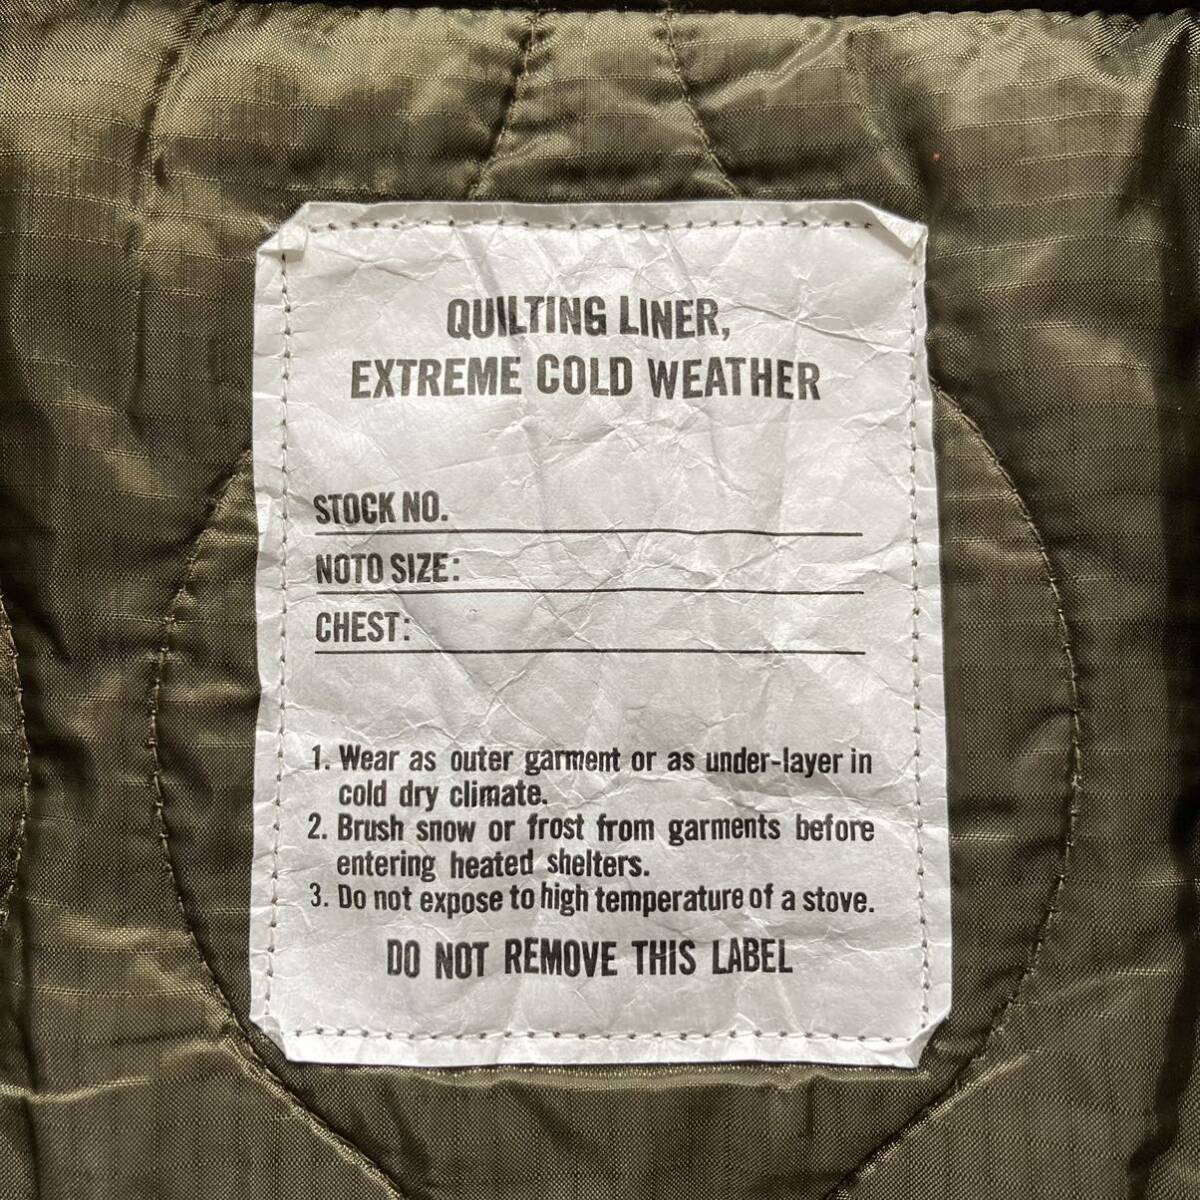 QUILTING LINER,
EXTREME COLD WEATHER
STOCK NO.
NOTO SIZE:
CHEST:
1. Wear as outer garment or as under-layer in
cold dry climate.
2. Brush snow or frost from garments before
entering heated shelters.
3. Do not expose to high temperature of a stove.
DO NOT REMOVE THIS LABEL